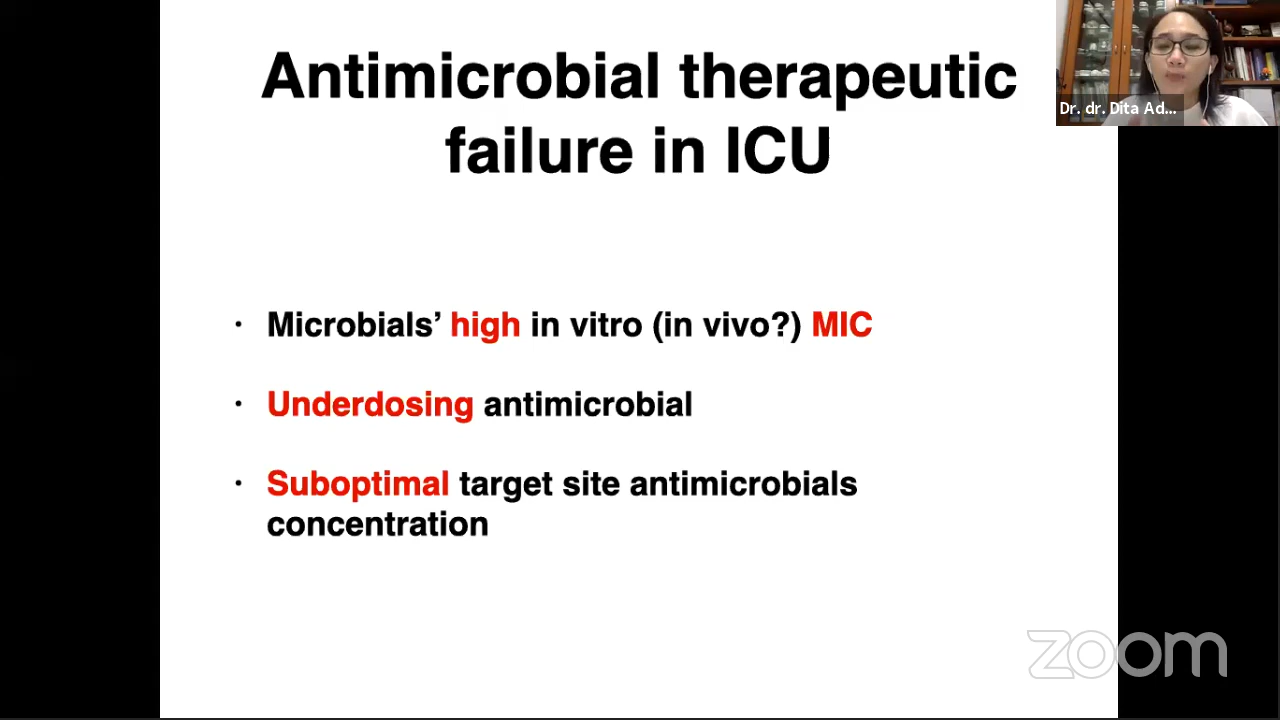 Antimicrobial therapeutic
failure in ICU
Dr. dr. Dita Ad...
· Microbials’ high in vitro (in vivo?) MIC
· Underdosing antimicrobial
· Suboptimal target site antimicrobials
concentration
zoom